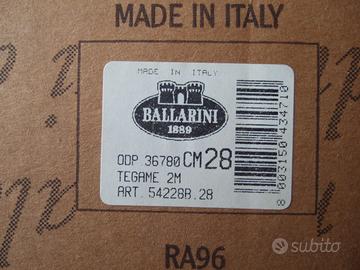 MADE IN ITALY
MADE IN ITALY
BALLARINI
1889
ODP 36780 CM 28
TEGAME 2M
ART. 54228B.28
8 003150 434710
RA96
subito